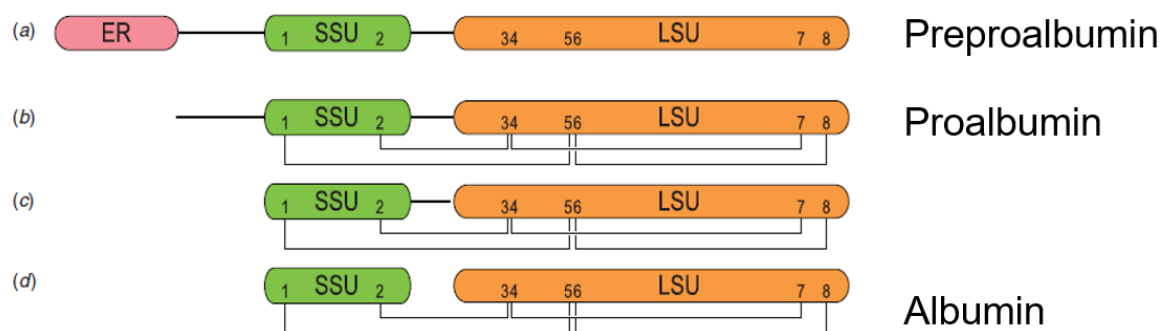 (a) ER 1 SSU 2 34 56 LSU 7 8 Preproalbumin
(b) 1 SSU 2 34 56 LSU 7 8 Proalbumin
(c) 1 SSU 2 34 56 LSU 7 8
(d) 1 SSU 2 34 56 LSU 7 8 Albumin